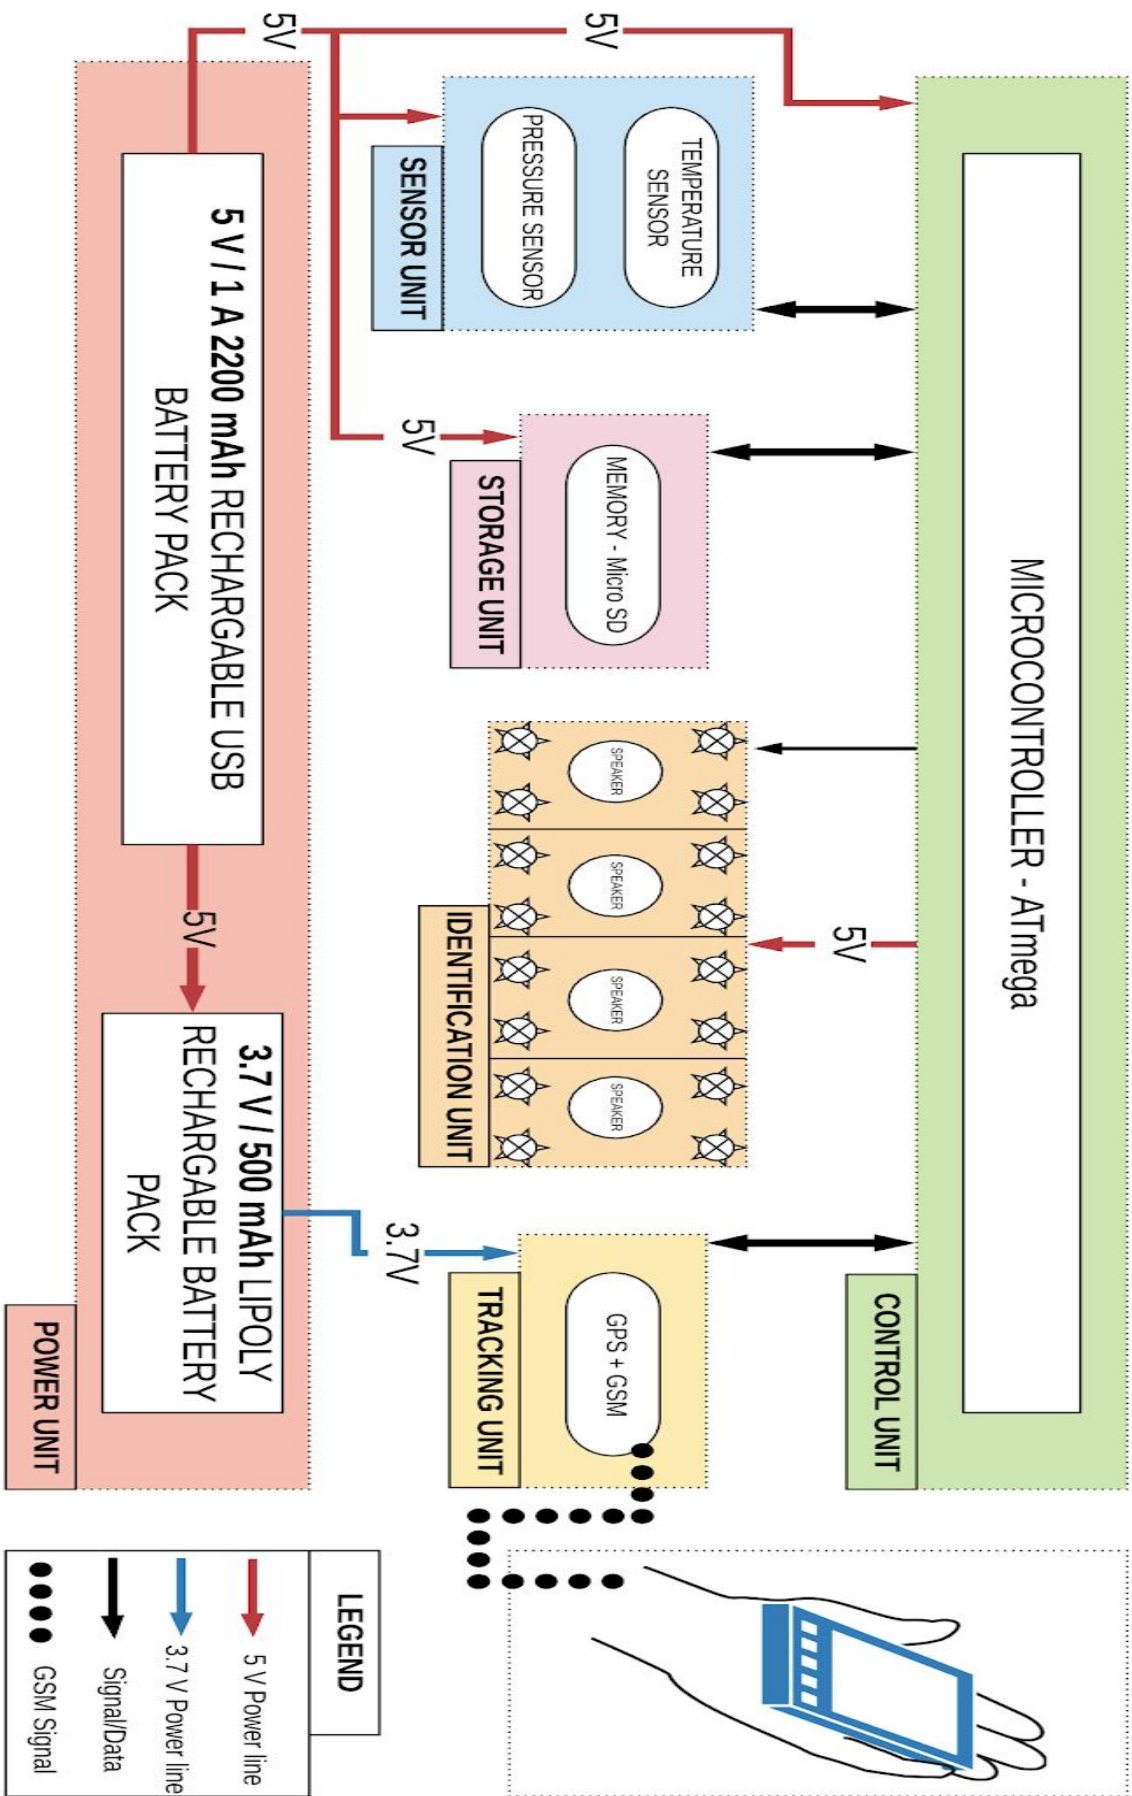 MICROCONTROLLER - ATmega
CONTROL UNIT
5V
5V
TEMPERATURE
SENSOR
PRESSURE SENSOR
SENSOR UNIT
MEMORY - Micro SD
STORAGE UNIT
5V
5V
SPEAKER
SPEAKER
SPEAKER
SPEAKER
IDENTIFICATION UNIT
GPS + GSM
TRACKING UNIT
3.7V
5 V / 1 A 2200 mAh RECHARGABLE USB
BATTERY PACK
5V
3.7 V / 500 mAh LIPOLY
RECHARGABLE BATTERY
PACK
POWER UNIT
LEGEND
5 V Power line
3.7 V Power line
Signal/Data
GSM Signal